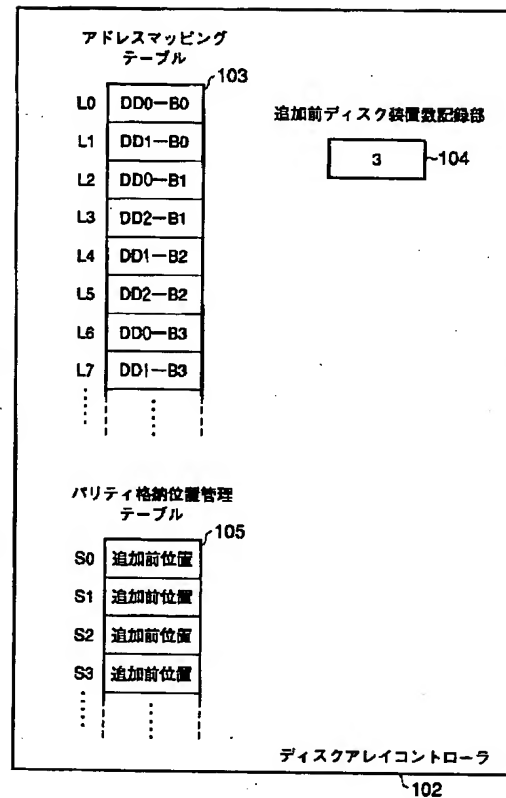 アドレスマッピング
テーブル
103
L0 DD0―B0
L1 DD1―B0
L2 DD0―B1
L3 DD2―B1
L4 DD1―B2
L5 DD2―B2
L6 DD0―B3
L7 DD1―B3
追加前ディスク装置数記録部
3
104
パリティ格納位置管理
テーブル
105
S0 追加前位置
S1 追加前位置
S2 追加前位置
S3 追加前位置
ディスクアレイコントローラ
102